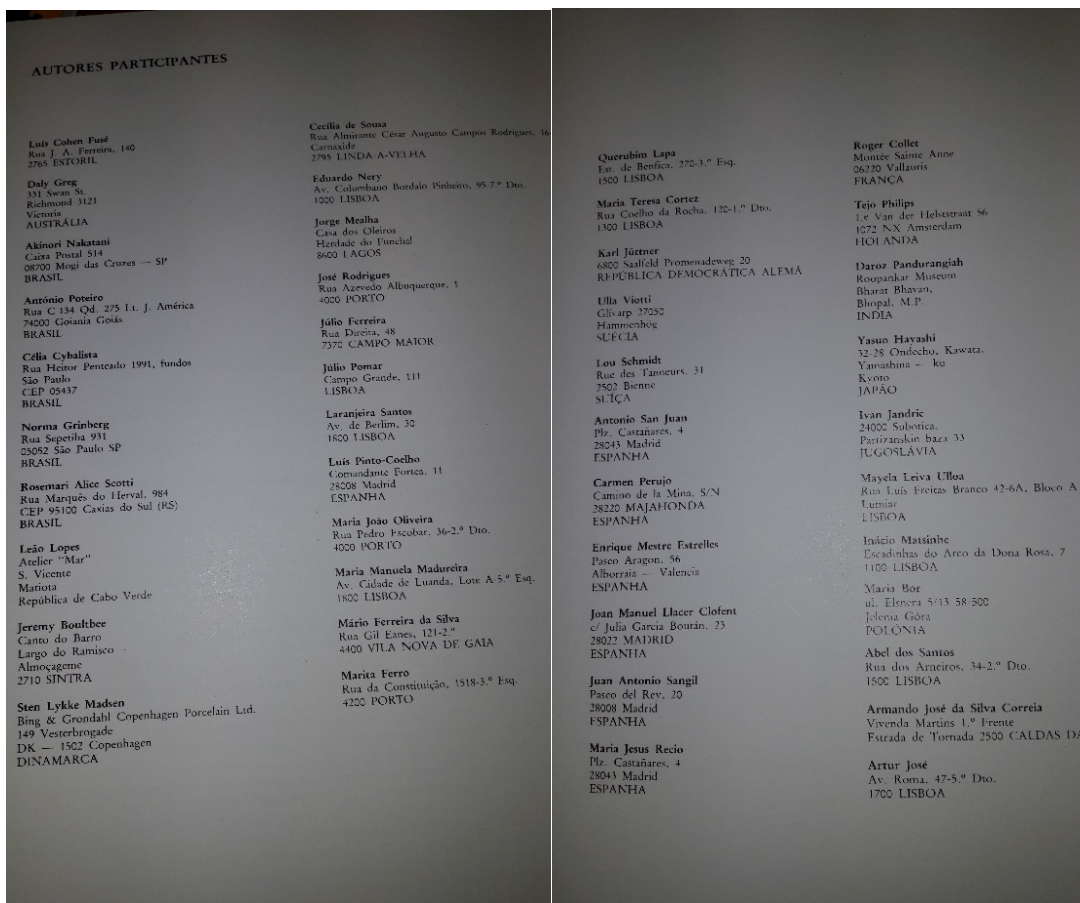 AUTORES PARTICIPANTES
Luís Cohen Fusé
Rua J. A. Ferreira, 140
2765 ESTORIL
Daly Greg
331 Swan St.
Richmond 3121
Victoria
AUSTRÁLIA
Akinori Nakatani
Caixa Postal 514
08700 Mogi das Cruzes — SP
BRASIL
António Poteiro
Rua C 134 Qd. 275 Lt. J. América
74000 Goiania Goiás
BRASIL
Célia Cybalista
Rua Heitor Penteado 1991, fundos
São Paulo
CEP 05437
BRASIL
Norma Grinberg
Rua Sepetiba 931
05052 São Paulo SP
BRASIL
Rosemari Alice Scotti
Rua Marquês do Herval, 984
CEP 95100 Caxias do Sul (RS)
BRASIL
Leão Lopes
Atelier "Mar"
S. Vicente
Mariota
República de Cabo Verde
Jeremy Boultbee
Canto do Barro
Largo do Ramisco
Almoçageme
2710 SINTRA
Sten Lykke Madsen
Bing & Grondahl Copenhagen Porcelain Ltd.
149 Vesterbrogade
DK — 1502 Copenhagen
DINAMARCA
Cecília de Sousa
Rua Almirante César Augusto Campos Rodrigues, 16
Carnaxide
2795 LINDA-A-VELHA
Eduardo Nery
Av. Columbano Bordalo Pinheiro, 95-7.º Dto.
1000 LISBOA
Jorge Mealha
Casa dos Oleiros
Herdade do Funchal
8600 LAGOS
José Rodrigues
Rua Azevedo Albuquerque, 1
4000 PORTO
Júlio Ferreira
Rua Direita, 48
7370 CAMPO MAIOR
Júlio Pomar
Campo Grande, 111
LISBOA
Laranjeira Santos
Av. de Berlim, 30
1800 LISBOA
Luís Pinto-Coelho
Comandante Fortea, 11
28008 Madrid
ESPANHA
Maria João Oliveira
Rua Pedro Escobar, 36-2.º Dto.
4000 PORTO
Maria Manuela Madureira
Av. Cidade de Luanda, Lote A 5.º Esq.
1800 LISBOA
Mário Ferreira da Silva
Rua Gil Eanes, 121-2.º
4400 VILA NOVA DE GAIA
Marita Ferro
Rua da Constituição, 1518-3.º Esq.
4200 PORTO
Querubim Lapa
Est. de Benfica, 270-3.º Esq.
1500 LISBOA
Maria Teresa Cortez
Rua Coelho da Rocha, 120-1.º Dto.
1300 LISBOA
Karl Jüttner
6800 Saalfeld Promenadeweg 20
REPÚBLICA DEMOCRÁTICA ALEMÃ
Ulla Viotti
Glivarp 27050
Hammenhög
SUÉCIA
Lou Schmidt
Rue des Tanneurs, 31
2502 Bienne
SUÍÇA
Antonio San Juan
Plz. Castañares, 4
28043 Madrid
ESPANHA
Carmen Perujo
Camino de la Mina, S/N
28220 MAJAHONDA
ESPANHA
Enrique Mestre Estrelles
Paseo Aragon, 56
Alborraia — Valencia
ESPANHA
Joan Manuel Llacer Clofent
c/ Julia Garcia Boután, 23
28022 MADRID
ESPANHA
Juan Antonio Sangil
Paseo del Rey, 20
28008 Madrid
ESPANHA
Maria Jesus Recio
Plz. Castañares, 4
28043 Madrid
ESPANHA
Roger Collet
Montée Sainte Anne
06220 Vallauris
FRANÇA
Tejo Philips
1.e Van der Helststraat 56
1072 NX Amsterdam
HOLANDA
Daroz Pandurangiah
Roopankar Museum
Bharat Bhavan,
Bhopal, M.P.
INDIA
Yasuo Hayashi
32-28 Ondecho, Kawata,
Yamashina — ku
Kyoto
JAPÃO
Ivan Jandric
24000 Subotica,
Partizanskin baza 33
JUGOSLÁVIA
Mayela Leiva Ulloa
Rua Luís Freitas Branco 42-6A, Bloco A
Lumiar
LISBOA
Inácio Matsinhe
Escadinhas do Arco da Dona Rosa, 7
1100 LISBOA
Maria Bor
ul. Elsnera 5/13 58-500
Jelenia Góra
POLÓNIA
Abel dos Santos
Rua dos Arneiros, 34-2.º Dto.
1500 LISBOA
Armando José da Silva Correia
Vivenda Martins 1.º Frente
Estrada de Tornada 2500 CALDAS DA
Artur José
Av. Roma, 47-5.º Dto.
1700 LISBOA